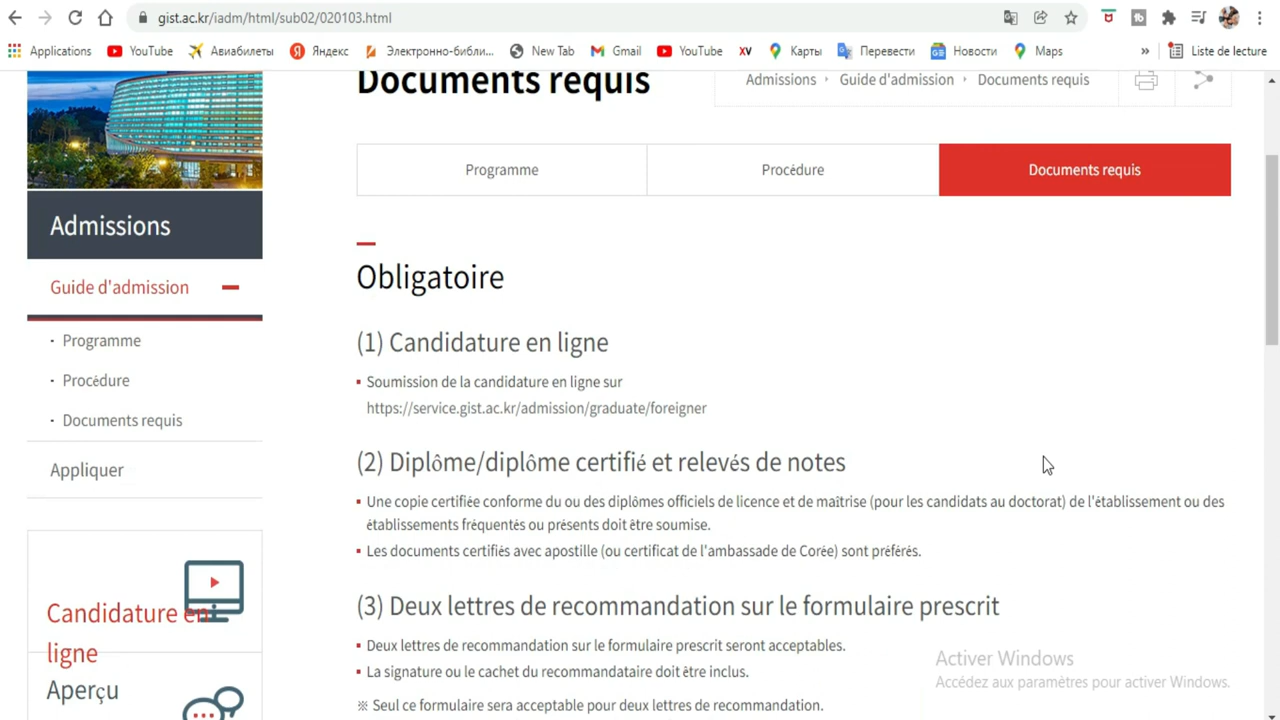 gist.ac.kr/iadm/html/sub02/020103.html
Applications YouTube Авиабилеты Яндекс Электронно-библи... New Tab Gmail YouTube XV Карты Перевести Новости Maps » Liste de lecture
Documents requis
Admissions Guide d'admission Documents requis
Programme Procédure Documents requis
Admissions
Guide d'admission
Programme
Procédure
Documents requis
Appliquer
Candidature en
ligne
Aperçu
Obligatoire
(1) Candidature en ligne
Soumission de la candidature en ligne sur
https://service.gist.ac.kr/admission/graduate/foreigner
(2) Diplôme/diplôme certifié et relevés de notes
Une copie certifiée conforme du ou des diplômes officiels de licence et de maîtrise (pour les candidats au doctorat) de l'établissement ou des
établissements fréquentés ou présents doit être soumise.
Les documents certifiés avec apostille (ou certificat de l'ambassade de Corée) sont préférés.
(3) Deux lettres de recommandation sur le formulaire prescrit
Deux lettres de recommandation sur le formulaire prescrit seront acceptables.
La signature ou le cachet du recommandataire doit être inclus.
※ Seul ce formulaire sera acceptable pour deux lettres de recommandation.
Activer Windows
Accédez aux paramètres pour activer Windows.